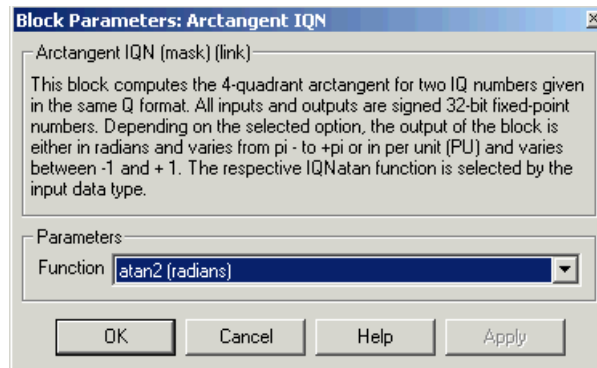 Block Parameters: Arctangent IQN
Arctangent IQN (mask) (link)
This block computes the 4-quadrant arctangent for two IQ numbers given
in the same Q format. All inputs and outputs are signed 32-bit fixed-point
numbers. Depending on the selected option, the output of the block is
either in radians and varies from pi - to +pi or in per unit (PU) and varies
between -1 and + 1. The respective IQNatan function is selected by the
input data type.
Parameters
Function atan2 (radians)
OK Cancel Help Apply